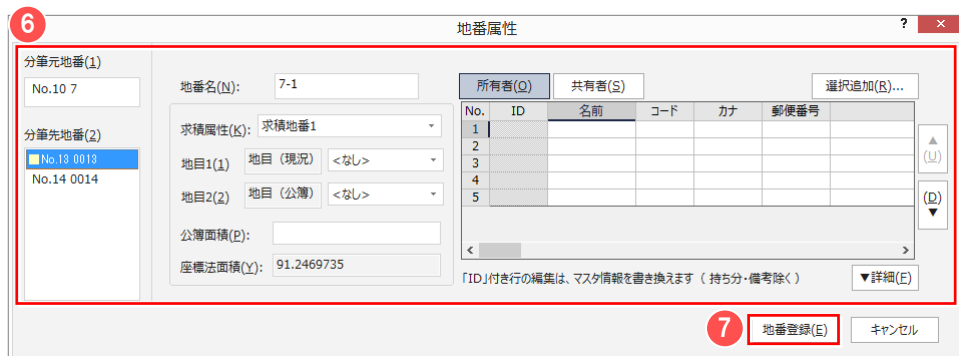 6
地番属性
? ×
分筆元地番(1)
No.10 7
分筆先地番(2)
No.13 0013
No.14 0014
地番名(N): 7-1
求積属性(K): 求積地番1
地目1(1) 地目（現況） <なし>
地目2(2) 地目（公簿） <なし>
公簿面積(P):
座標法面積(Y): 91.2469735
所有者(O) 共有者(S) 選択追加(R)...
No. ID 名前 コード カナ 郵便番号
1
2
3
4
5
▲
(U)
(D)
▼
「ID」付き行の編集は、マスタ情報を書き換えます（ 持ち分・備考除く ）
▼詳細(F)
7 地番登録(E) キャンセル